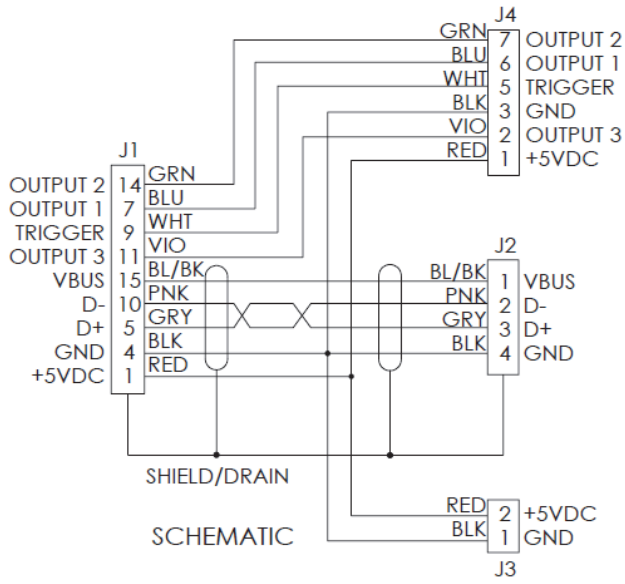 J4
GRN 7 OUTPUT 2
BLU 6 OUTPUT 1
WHT 5 TRIGGER
BLK 3 GND
VIO 2 OUTPUT 3
RED 1 +5VDC
J1
OUTPUT 2 14 GRN
OUTPUT 1 7 BLU
TRIGGER 9 WHT
OUTPUT 3 11 VIO
VBUS 15 BL/BK
D- 10 PNK
D+ 5 GRY
GND 4 BLK
+5VDC 1 RED
J2
BL/BK 1 VBUS
PNK 2 D-
GRY 3 D+
BLK 4 GND
SHIELD/DRAIN
SCHEMATIC
RED 2 +5VDC
BLK 1 GND
J3